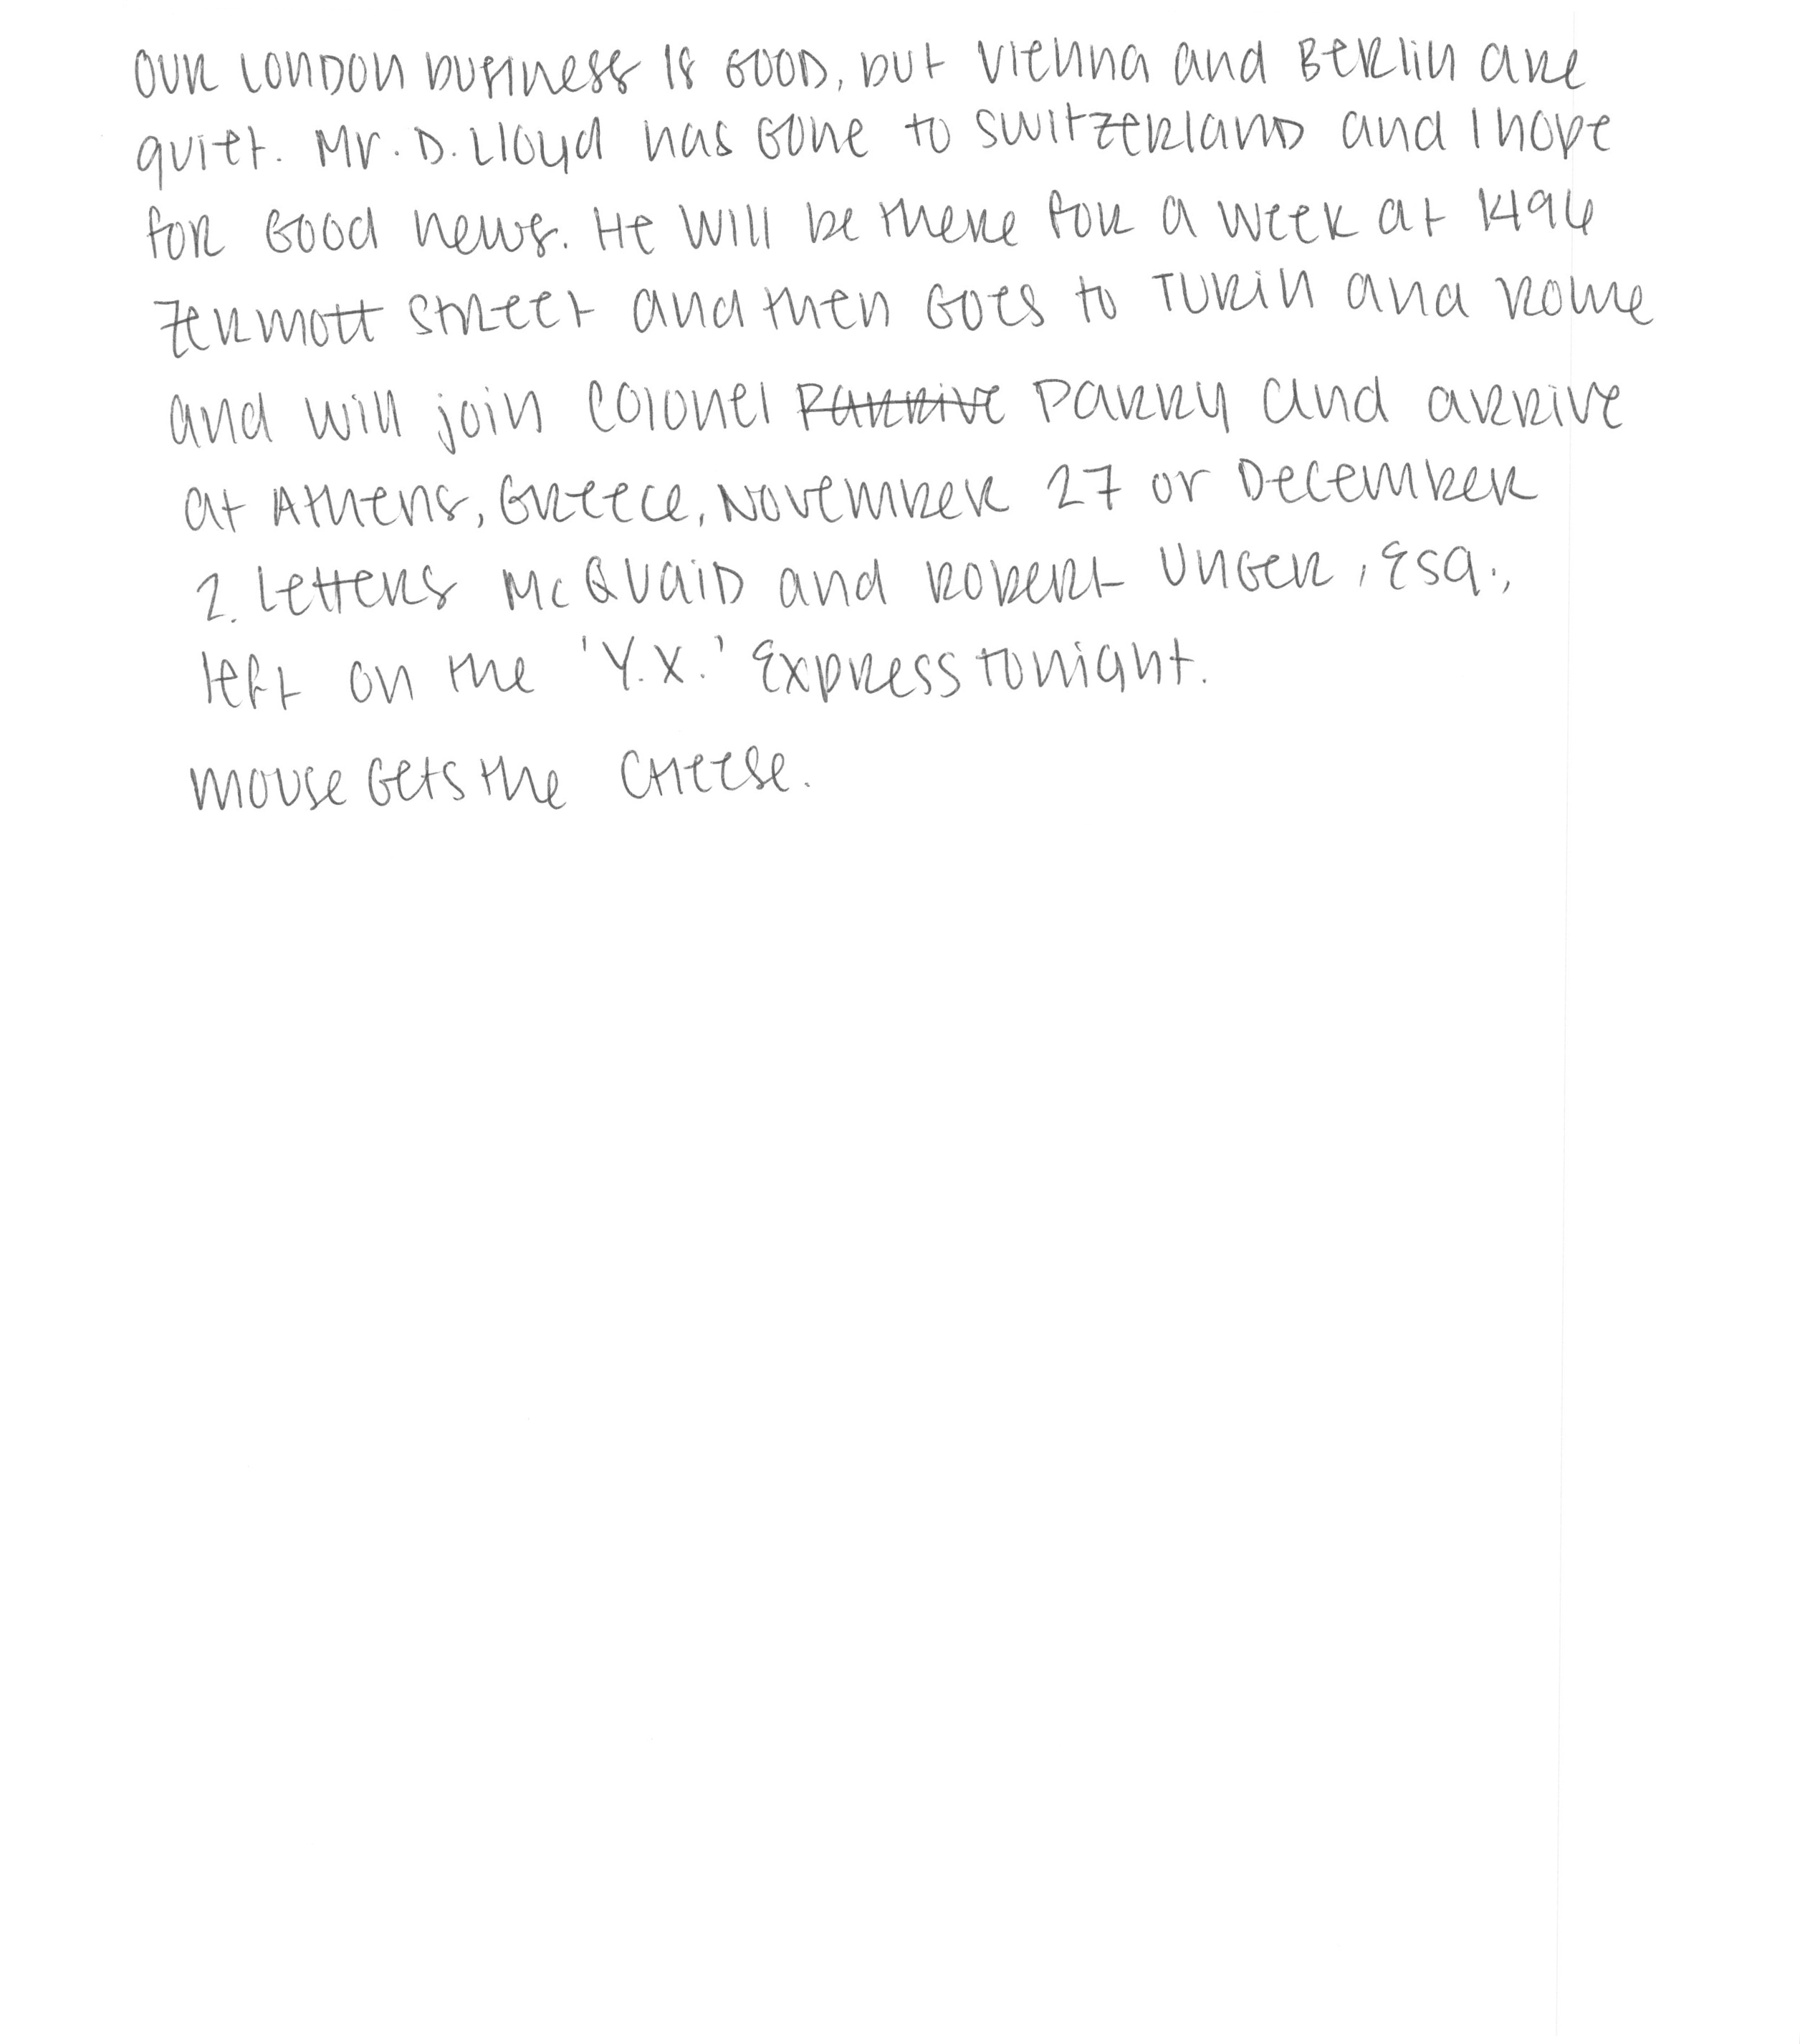 Our London business is good, but Vienna and Berlin are
quiet. Mr. D. Lloyd has gone to Switzerland and I hope
for good news. He will be there for a week at 1496
Zermott Street and then goes to Turin and Rome
and will join Colonel Parrive Parry and arrive
at Athens, Greece, November 27 or December
2. Letters McQuaid and Robert Unger, Esq.,
left on the 'Y.X.' Express tonight.
mouse gets the cheese.